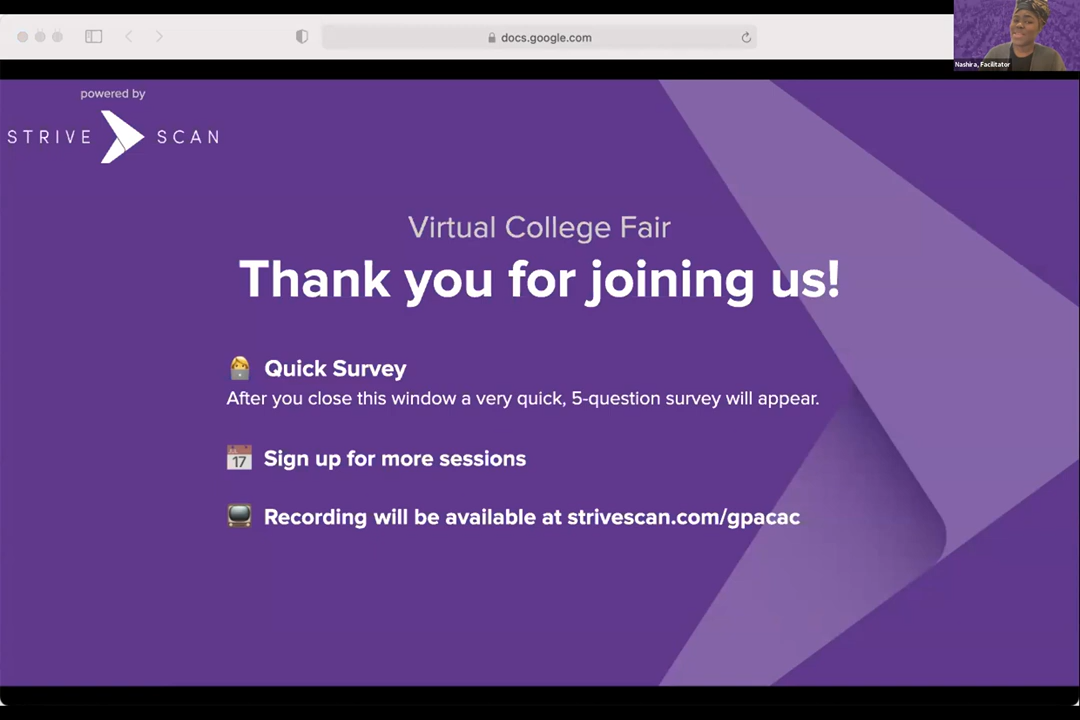 docs.google.com
Nashira, Facilitator
powered by
STRIVE SCAN
Virtual College Fair
Thank you for joining us!
Quick Survey
After you close this window a very quick, 5-question survey will appear.
17
Sign up for more sessions
Recording will be available at strivescan.com/gpacac